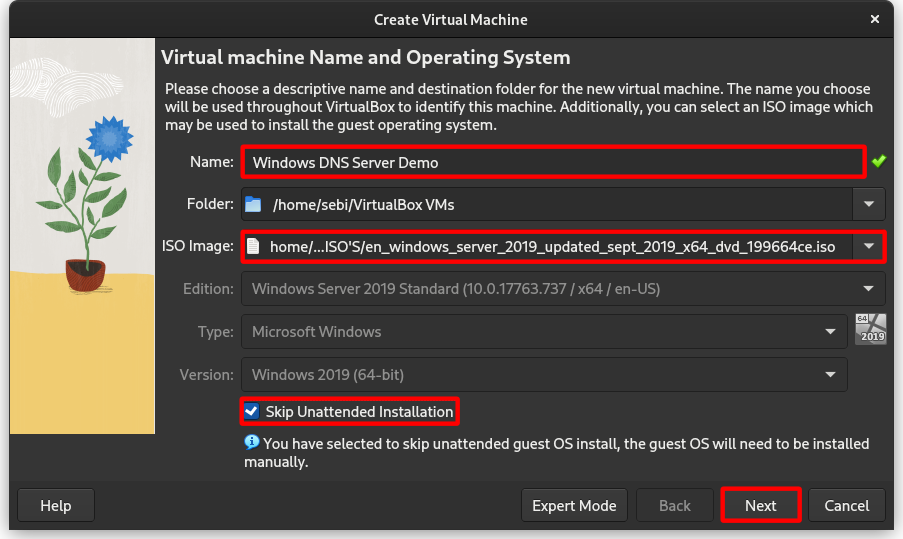 Create Virtual Machine
Virtual machine Name and Operating System
Please choose a descriptive name and destination folder for the new virtual machine. The name you choose
will be used throughout VirtualBox to identify this machine. Additionally, you can select an ISO image which
may be used to install the guest operating system.
Name: Windows DNS Server Demo
Folder: /home/sebi/VirtualBox VMs
ISO Image: home/...ISO'S/en_windows_server_2019_updated_sept_2019_x64_dvd_199664ce.iso
Edition: Windows Server 2019 Standard (10.0.17763.737 / x64 / en-US)
Type: Microsoft Windows
64
2019
Version: Windows 2019 (64-bit)
Skip Unattended Installation
You have selected to skip unattended guest OS install, the guest OS will need to be installed
manually.
Help Expert Mode Back Next Cancel